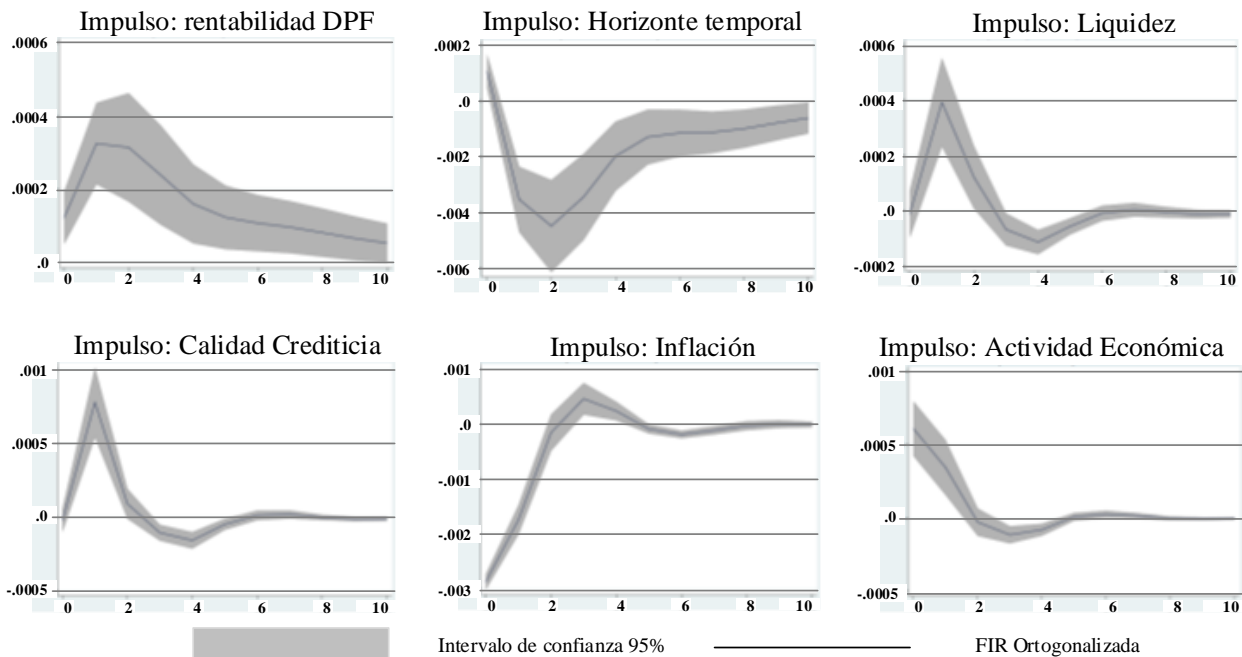 Impulso: rentabilidad DPF
.0006
.0004
.0002
.0
0 2 4 6 8 10
Impulso: Horizonte temporal
.0002
.0
-.002
-.004
-.006
0 2 4 6 8 10
Impulso: Liquidez
.0006
.0004
.0002
.0
-.0002
0 2 4 6 8 10
Impulso: Calidad Crediticia
.001
.0005
.0
-.0005
0 2 4 6 8 10
Impulso: Inflación
.001
.0
-.001
-.002
-.003
0 2 4 6 8 10
Impulso: Actividad Económica
.001
.0005
.0
-.0005
0 2 4 6 8 10
Intervalo de confianza 95% FIR Ortogonalizada